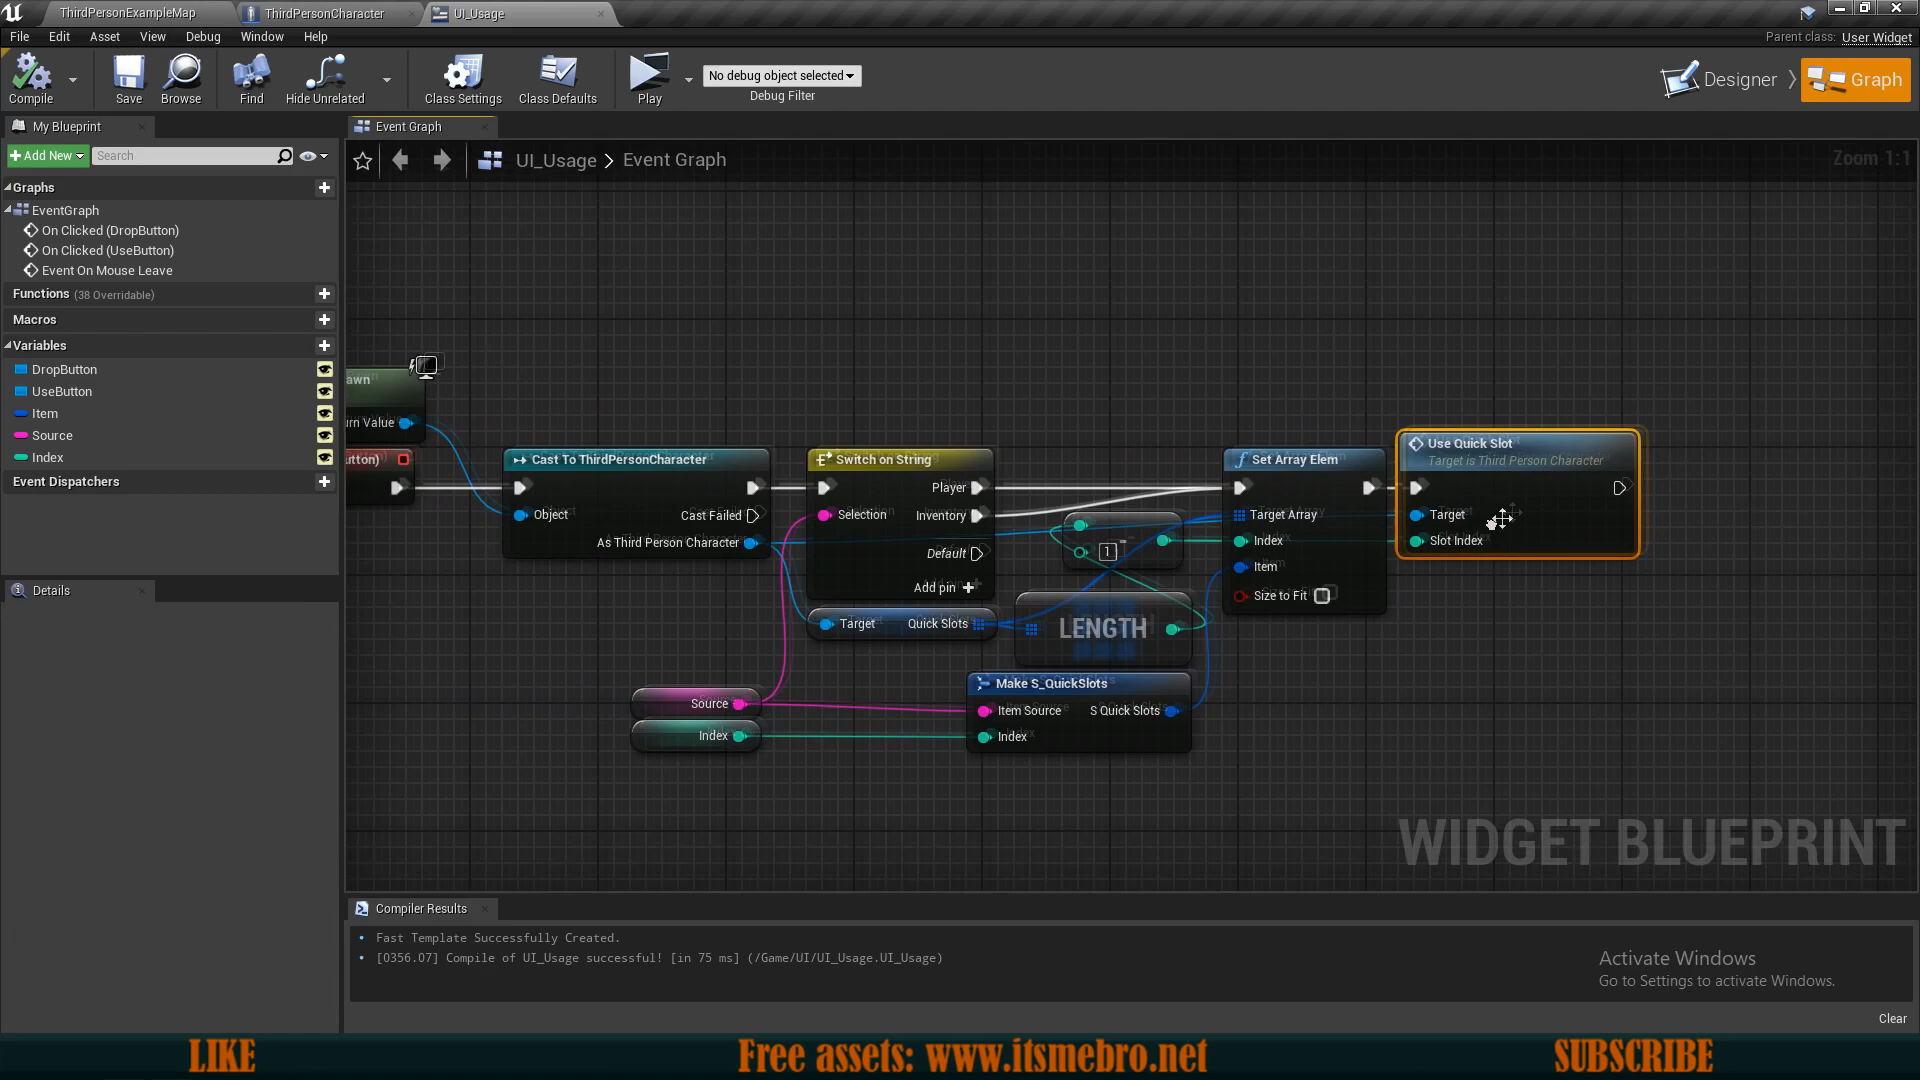 ThirdPersonExampleMap
ThirdPersonCharacter
UI_Usage
File Edit Asset View Debug Window Help
Parent class: User Widget
Compile
Save
Browse
Find
Hide Unrelated
Class Settings
Class Defaults
Play
No debug object selected
Debug Filter
Designer
Graph
My Blueprint
Event Graph
Add New
Search
UI_Usage > Event Graph
Zoom 1:1
Graphs
EventGraph
On Clicked (DropButton)
On Clicked (UseButton)
Event On Mouse Leave
Functions (38 Overridable)
Macros
Variables
DropButton
UseButton
Item
Source
Index
Event Dispatchers
Details
awn
urn Value
utton)
Cast To ThirdPersonCharacter
Object
Cast Failed
As Third Person Character
Switch on String
Player
Selection
Inventory
Default
Add pin +
Target Quick Slots
1
LENGTH
Set Array Elem
Target Array
Index
Item
Size to Fit
Use Quick Slot
Target is Third Person Character
Target
Slot Index
Source
Index
Make S_QuickSlots
Item Source S Quick Slots
Index
WIDGET BLUEPRINT
Compiler Results
• Fast Template Successfully Created.
• [0356.07] Compile of UI_Usage successful! [in 75 ms] (/Game/UI/UI_Usage.UI_Usage)
Activate Windows
Go to Settings to activate Windows.
Clear
LIKE
Free assets: www.itsmebro.net
SUBSCRIBE